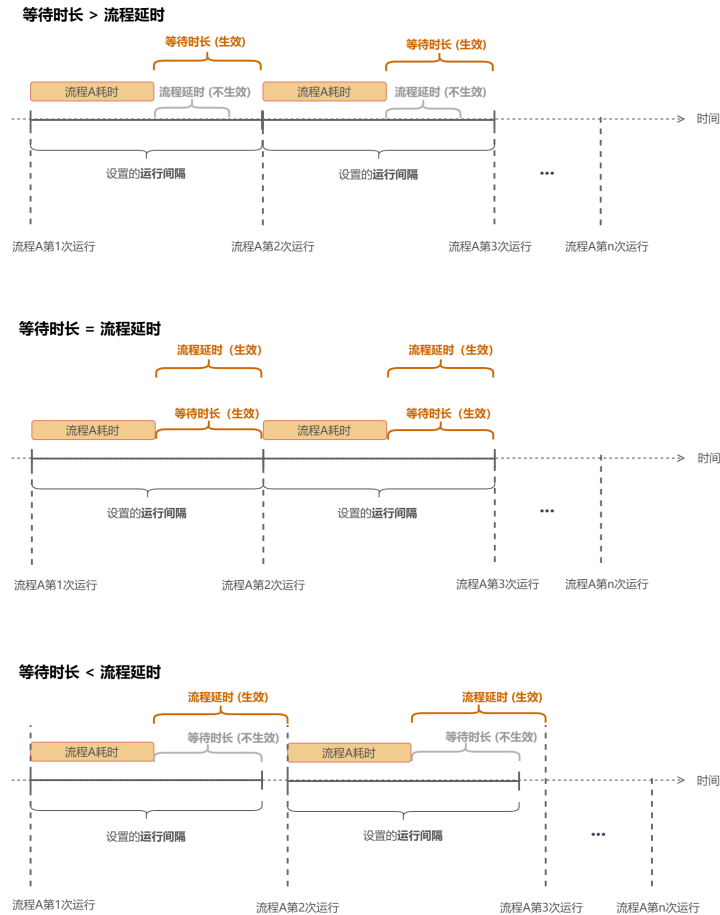 等待时长 > 流程延时
等待时长 (生效)
等待时长 (生效)
流程A耗时
流程延时 (不生效)
流程A耗时
流程延时 (不生效)
时间
设置的运行间隔
设置的运行间隔
...
流程A第1次运行
流程A第2次运行
流程A第3次运行
流程A第n次运行
等待时长 = 流程延时
流程延时（生效）
流程延时（生效）
流程A耗时
等待时长（生效）
流程A耗时
等待时长（生效）
时间
设置的运行间隔
设置的运行间隔
...
流程A第1次运行
流程A第2次运行
流程A第3次运行
流程A第n次运行
等待时长 < 流程延时
流程延时 (生效)
流程延时 (生效)
流程A耗时
等待时长 (不生效)
流程A耗时
等待时长 (不生效)
时间
设置的运行间隔
设置的运行间隔
...
流程A第1次运行
流程A第2次运行
流程A第3次运行
流程A第n次运行